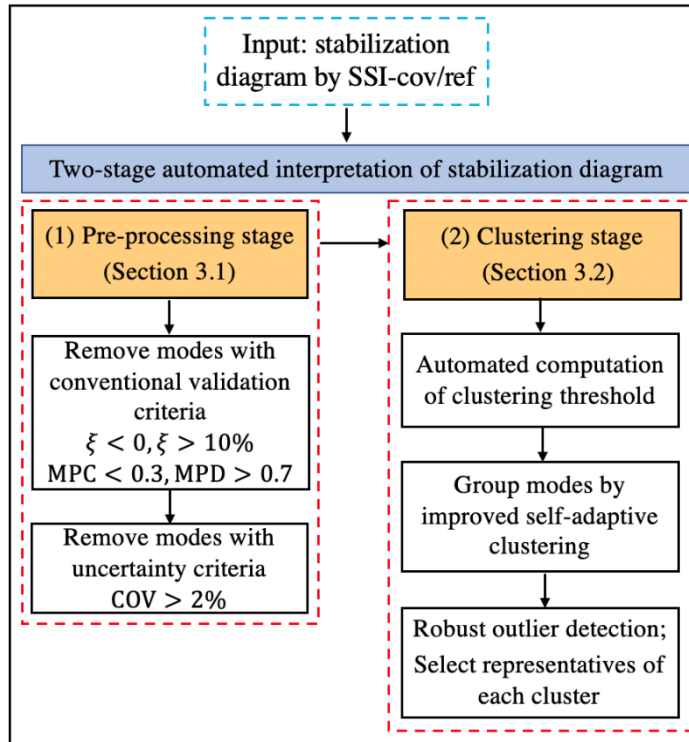 Input: stabilization
diagram by SSI-cov/ref
Two-stage automated interpretation of stabilization diagram
(1) Pre-processing stage
(Section 3.1)
Remove modes with
conventional validation
criteria
ξ < 0, ξ > 10%
MPC < 0.3, MPD > 0.7
Remove modes with
uncertainty criteria
COV > 2%
(2) Clustering stage
(Section 3.2)
Automated computation
of clustering threshold
Group modes by
improved self-adaptive
clustering
Robust outlier detection;
Select representatives of
each cluster